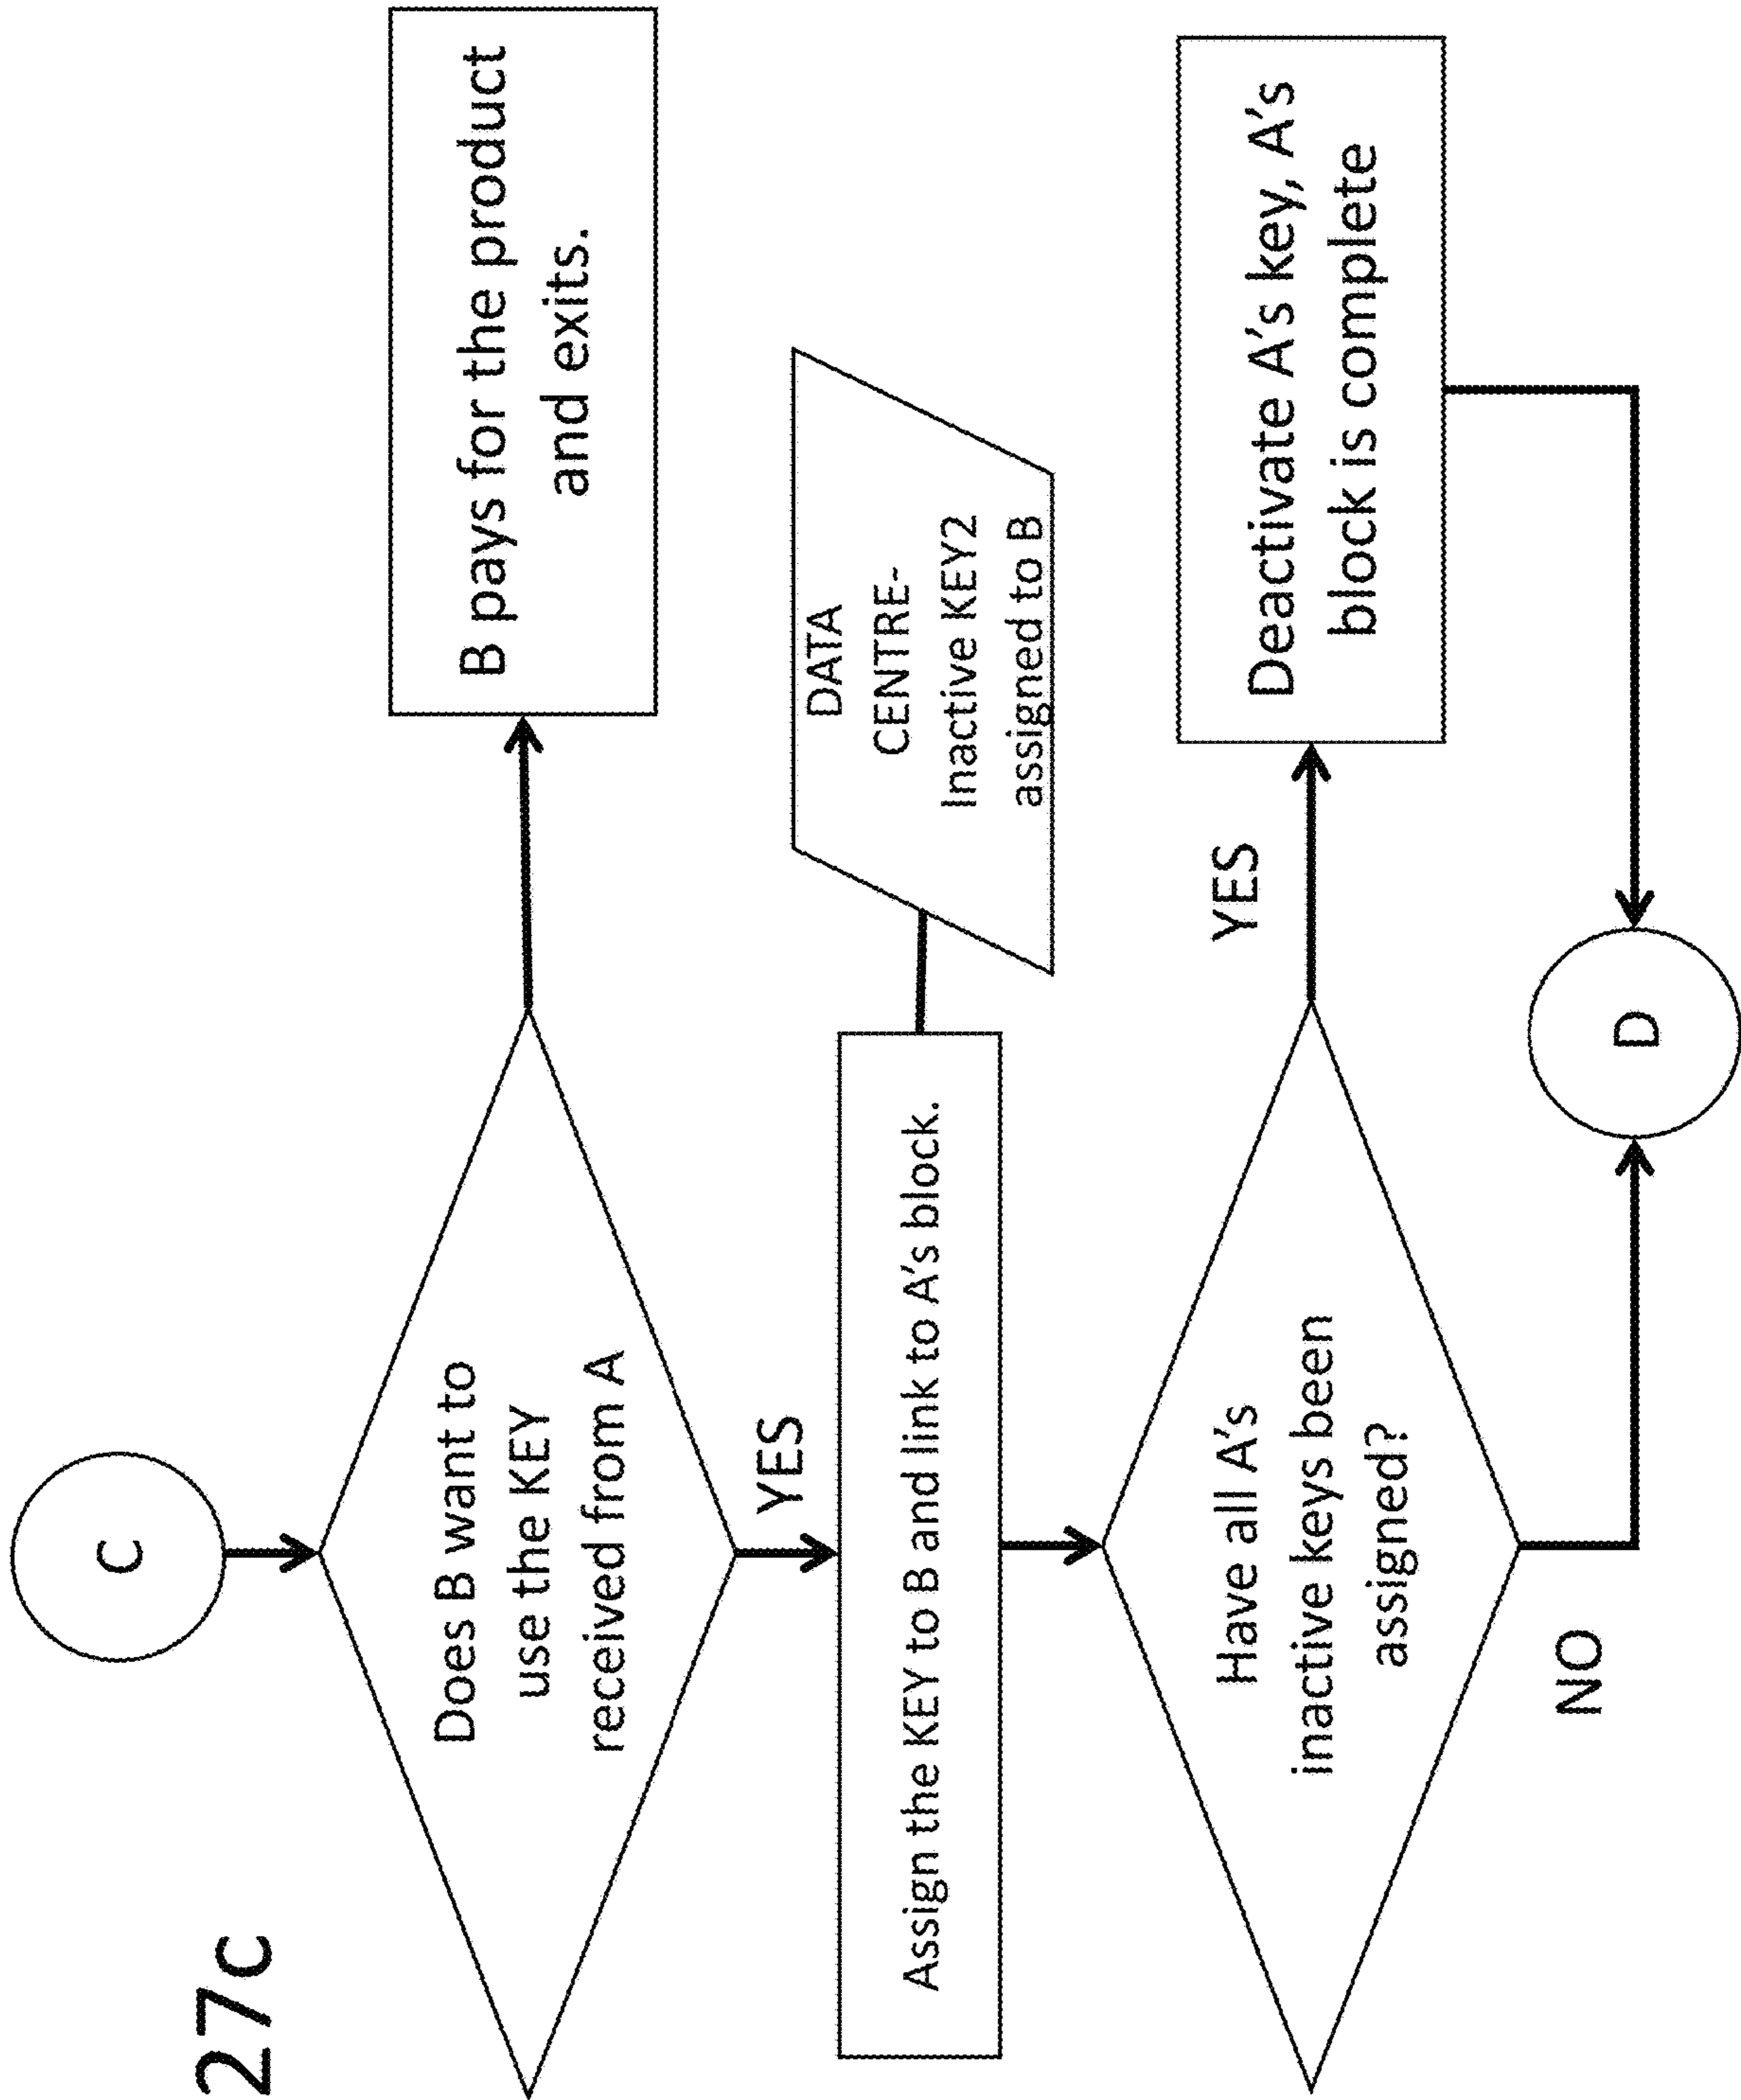 27c
C
Does B want to
use the KEY
received from A
B pays for the product
and exits.
YES
Assign the KEY to B and link to A's block.
DATA
CENTRE-
Inactive KEY2
assigned to B
Have all A's
inactive keys been
assigned?
YES
Deactivate A's key, A's
block is complete
NO
D